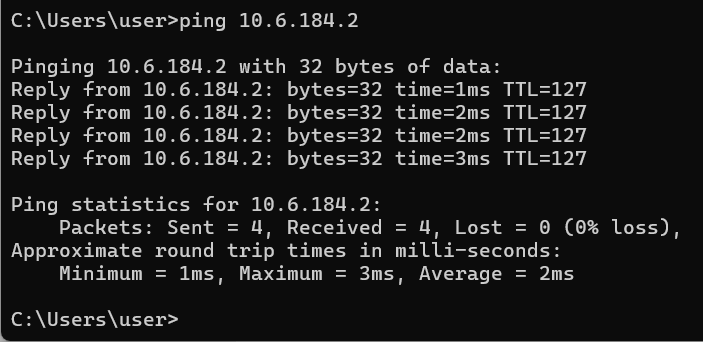 C:\Users\user>ping 10.6.184.2
Pinging 10.6.184.2 with 32 bytes of data:
Reply from 10.6.184.2: bytes=32 time=1ms TTL=127
Reply from 10.6.184.2: bytes=32 time=2ms TTL=127
Reply from 10.6.184.2: bytes=32 time=2ms TTL=127
Reply from 10.6.184.2: bytes=32 time=3ms TTL=127
Ping statistics for 10.6.184.2:
Packets: Sent = 4, Received = 4, Lost = 0 (0% loss),
Approximate round trip times in milli-seconds:
Minimum = 1ms, Maximum = 3ms, Average = 2ms
C:\Users\user>